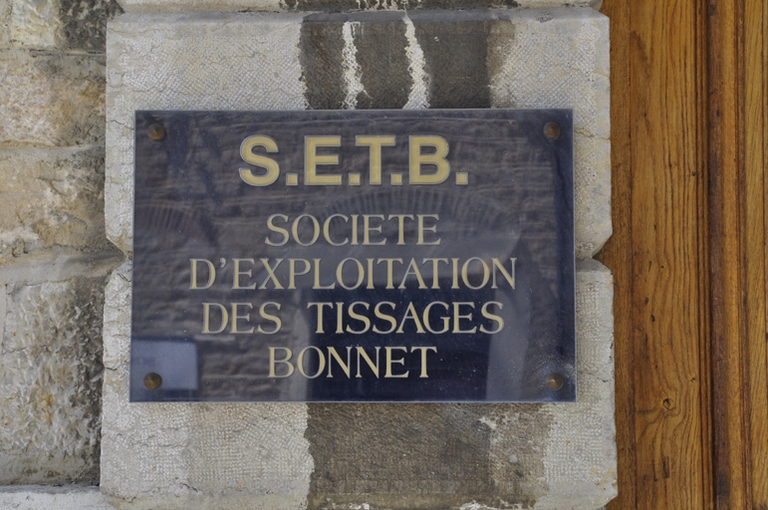 S.E.T.B.
SOCIETE
D'EXPLOITATION
DES TISSAGES
BONNET